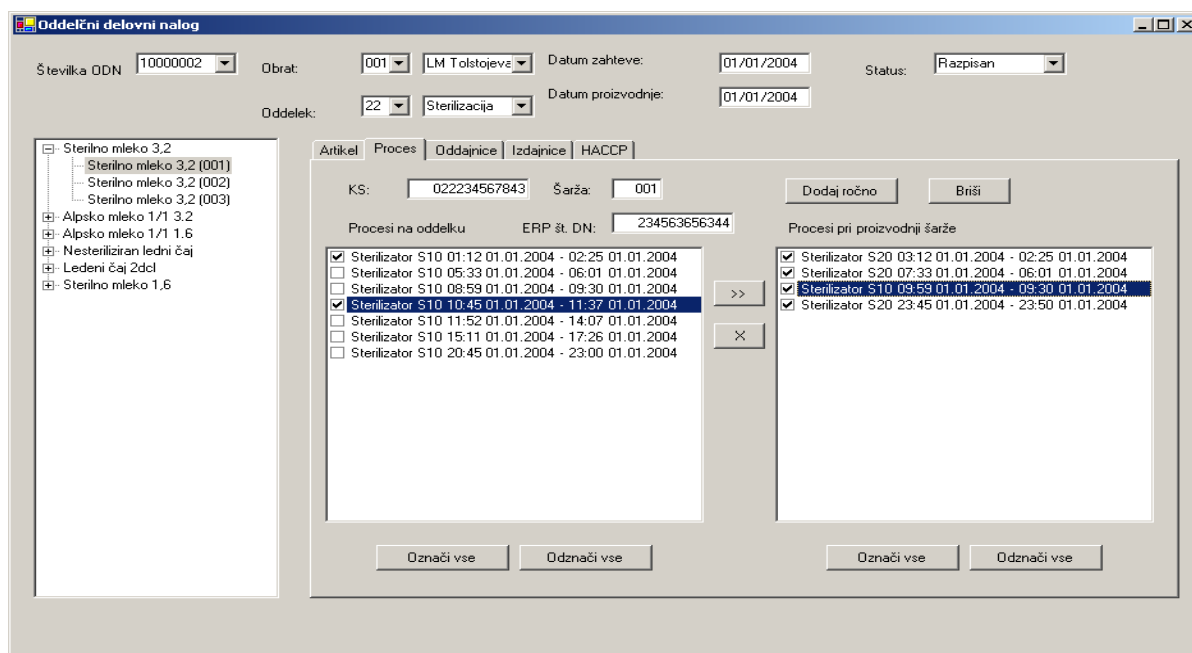 Oddelčni delovni nalog
Številka ODN 10000002 Obrat: 001 LM Tolstojeva Datum zahteve: 01/01/2004 Status: Razpisan
Oddelek: 22 Sterilizacija Datum proizvodnje: 01/01/2004
Sterilno mleko 3,2
Sterilno mleko 3,2 (001)
Sterilno mleko 3,2 (002)
Sterilno mleko 3,2 (003)
Alpsko mleko 1/1 3.2
Alpsko mleko 1/1 1.6
Nesteriliziran ledni čaj
Ledeni čaj 2dcl
Sterilno mleko 1,6
Artikel Proces Oddajnice Izdajnice HACCP
KS: 022234567843 Šarža: 001 Dodaj ročno Briši
Procesi na oddelku ERP št. DN: 234563656344 Procesi pri proizvodnji šarže
Sterilizator S10 01:12 01.01.2004 - 02:25 01.01.2004
Sterilizator S10 05:33 01.01.2004 - 06:01 01.01.2004
Sterilizator S10 08:59 01.01.2004 - 09:30 01.01.2004
Sterilizator S10 10:45 01.01.2004 - 11:37 01.01.2004
Sterilizator S10 11:52 01.01.2004 - 14:07 01.01.2004
Sterilizator S10 15:11 01.01.2004 - 17:26 01.01.2004
Sterilizator S10 20:45 01.01.2004 - 23:00 01.01.2004
>>
X
Sterilizator S20 03:12 01.01.2004 - 02:25 01.01.2004
Sterilizator S20 07:33 01.01.2004 - 06:01 01.01.2004
Sterilizator S10 09:59 01.01.2004 - 09:30 01.01.2004
Sterilizator S20 23:45 01.01.2004 - 23:50 01.01.2004
Označi vse Odznači vse Označi vse Odznači vse